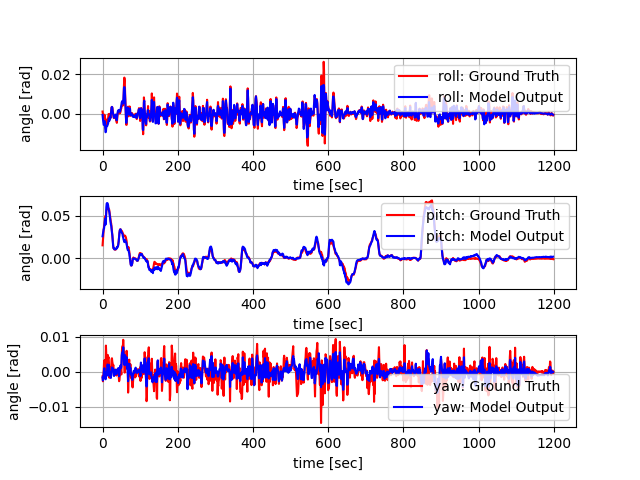 roll: Ground Truth
roll: Model Output
angle [rad]
0.02
0.00
0 200 400 600 800 1000 1200
time [sec]
pitch: Ground Truth
pitch: Model Output
angle [rad]
0.05
0.00
0 200 400 600 800 1000 1200
time [sec]
angle [rad]
0.01
0.00
−0.01
yaw: Ground Truth
yaw: Model Output
0 200 400 600 800 1000 1200
time [sec]